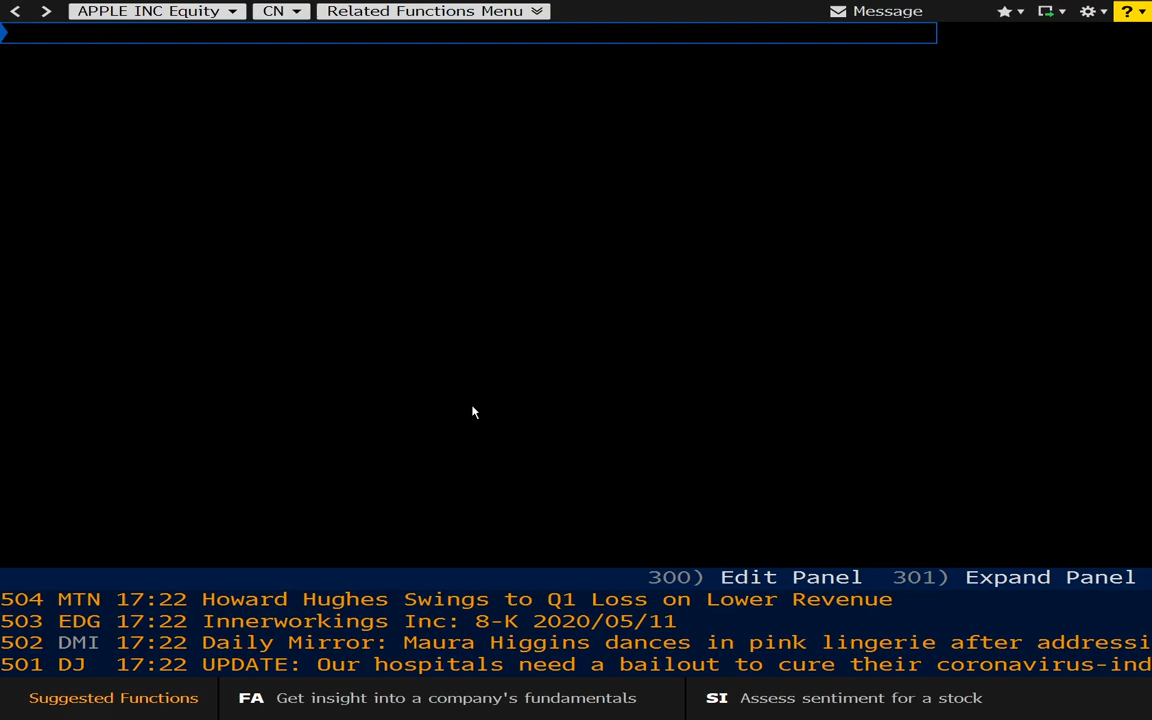 APPLE INC Equity CN Related Functions Menu Message ?
300) Edit Panel 301) Expand Panel
504 MTN 17:22 Howard Hughes Swings to Q1 Loss on Lower Revenue
503 EDG 17:22 Innerworkings Inc: 8-K 2020/05/11
502 DMI 17:22 Daily Mirror: Maura Higgins dances in pink lingerie after addressi
501 DJ 17:22 UPDATE: Our hospitals need a bailout to cure their coronavirus-ind
Suggested Functions FA Get insight into a company's fundamentals SI Assess sentiment for a stock